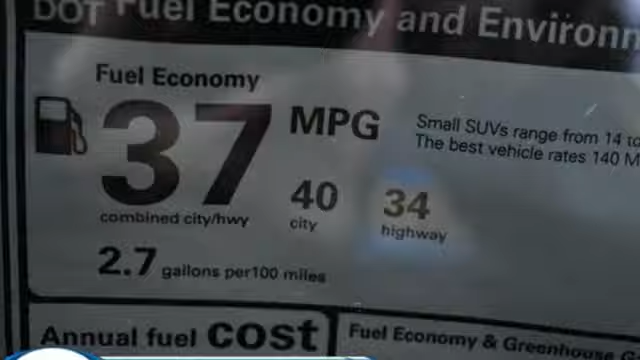 DOT Fuel Economy and
Fuel Economy
37 MPG
Small SUVs range from 14 to
The best vehicle rates 140
combined city/hwy
40
city
34
highway
2.7 gallons per100 miles
Annual fuel cost
Fuel Economy & Greenhouse